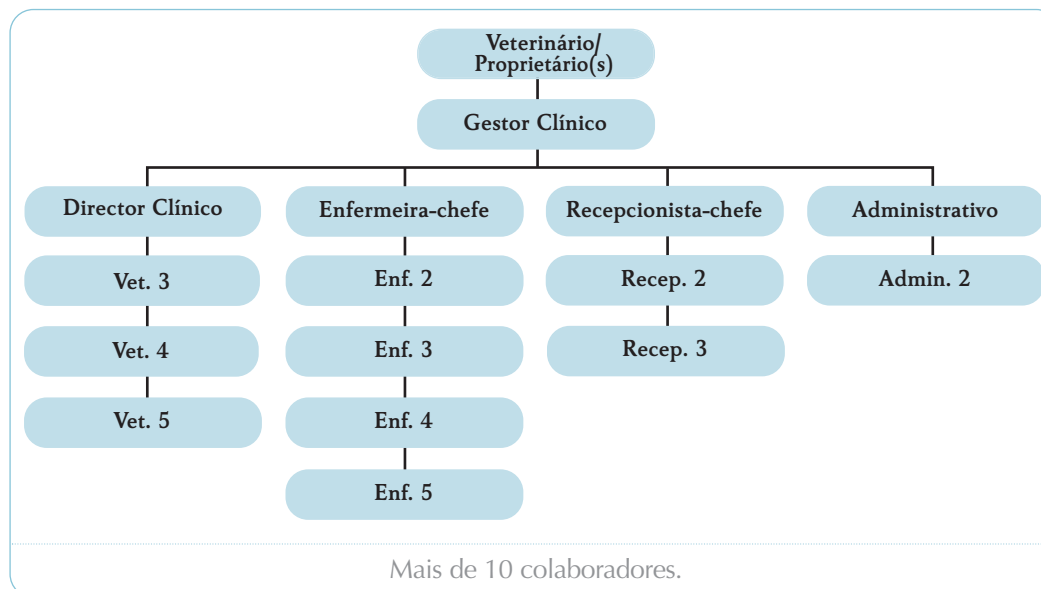 Veterinário/
Proprietário(s)
Gestor Clínico
Director Clínico
Enfermeira-chefe
Recepcionista-chefe
Administrativo
Vet. 3
Enf. 2
Recep. 2
Admin. 2
Vet. 4
Enf. 3
Recep. 3
Vet. 5
Enf. 4
Enf. 5
Mais de 10 colaboradores.